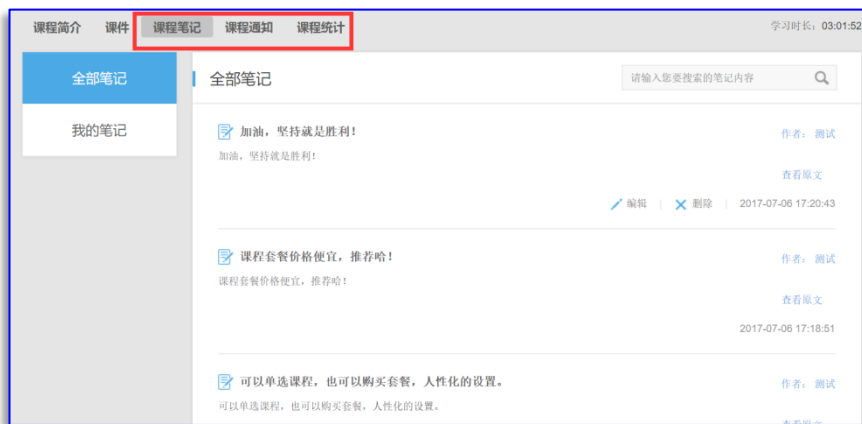 课程简介 课件 课程笔记 课程通知 课程统计 学习时长：03:01:52
全部笔记
我的笔记
全部笔记 请输入您要搜索的笔记内容
加油，坚持就是胜利！ 作者：测试
加油，坚持就是胜利！
查看原文
编辑 | 删除 | 2017-07-06 17:20:43
课程套餐价格便宜，推荐哈！ 作者：测试
课程套餐价格便宜，推荐哈！
查看原文
2017-07-06 17:18:51
可以单选课程，也可以购买套餐，人性化的设置。 作者：测试
可以单选课程，也可以购买套餐，人性化的设置。
查看原文